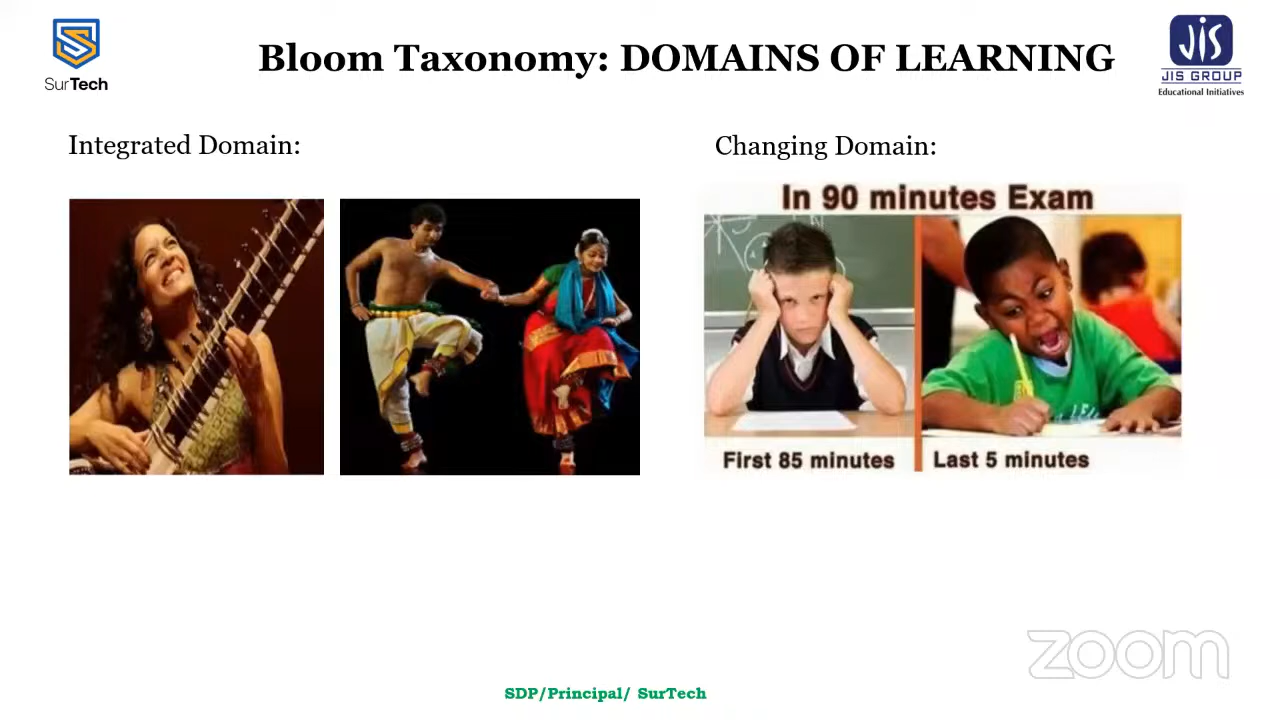 SurTech
Bloom Taxonomy: DOMAINS OF LEARNING
JiS
JIS GROUP
Educational Initiatives
Integrated Domain:
Changing Domain:
In 90 minutes Exam
First 85 minutes
Last 5 minutes
zoom
SDP/Principal/ SurTech